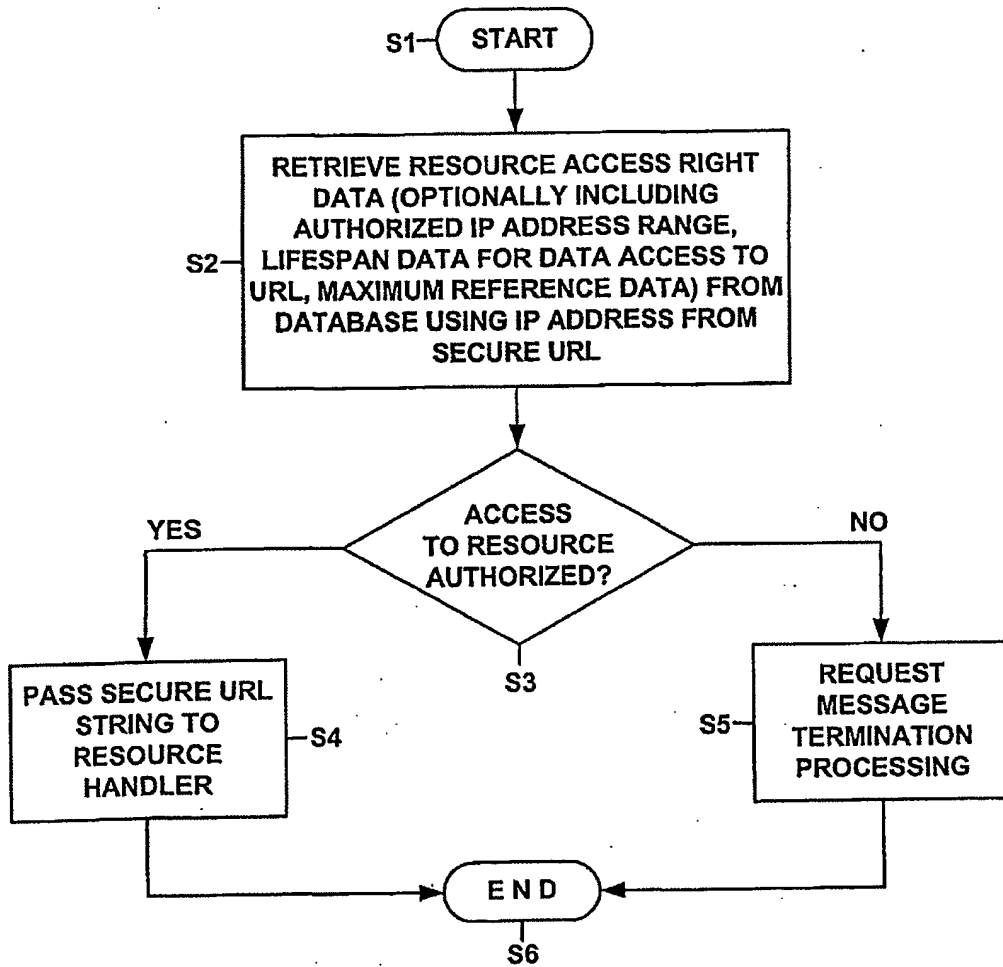 S1
START
RETRIEVE RESOURCE ACCESS RIGHT
DATA (OPTIONALLY INCLUDING
AUTHORIZED IP ADDRESS RANGE,
LIFESPAN DATA FOR DATA ACCESS TO
URL, MAXIMUM REFERENCE DATA) FROM
DATABASE USING IP ADDRESS FROM
SECURE URL
S2
ACCESS
TO RESOURCE
AUTHORIZED?
YES
NO
S3
PASS SECURE URL
STRING TO
RESOURCE
HANDLER
S4
S5
REQUEST
MESSAGE
TERMINATION
PROCESSING
END
S6